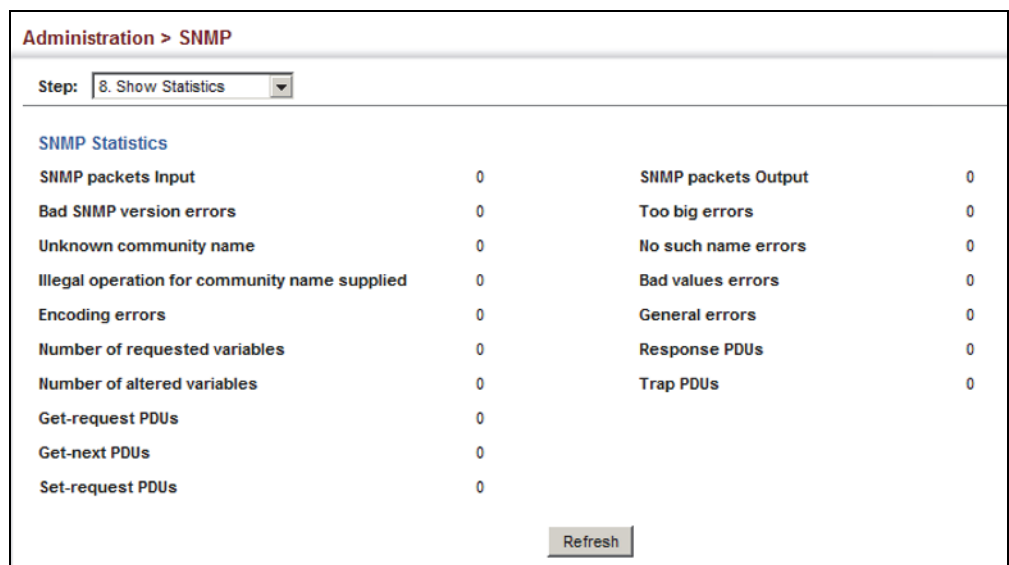 Administration > SNMP
Step: 8. Show Statistics
SNMP Statistics
SNMP packets Input 0 SNMP packets Output 0
Bad SNMP version errors 0 Too big errors 0
Unknown community name 0 No such name errors 0
Illegal operation for community name supplied 0 Bad values errors 0
Encoding errors 0 General errors 0
Number of requested variables 0 Response PDUs 0
Number of altered variables 0 Trap PDUs 0
Get-request PDUs 0
Get-next PDUs 0
Set-request PDUs 0
Refresh